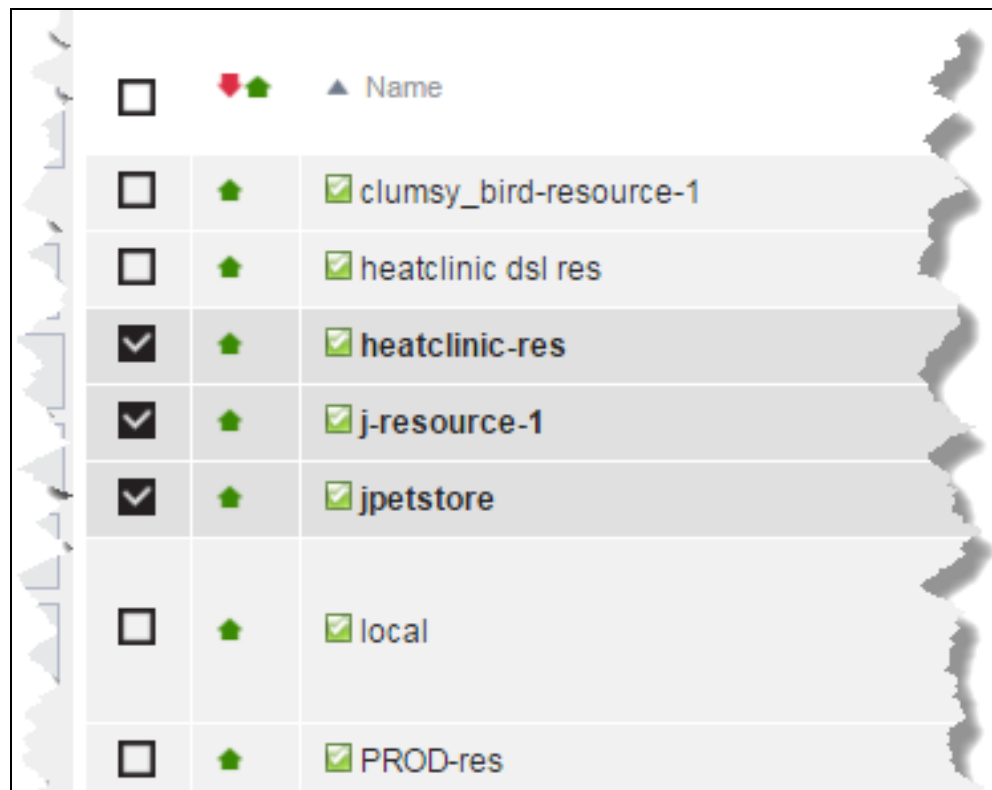 Name
clumsy_bird-resource-1
heatclinic dsl res
heatclinic-res
j-resource-1
jpetstore
local
PROD-res